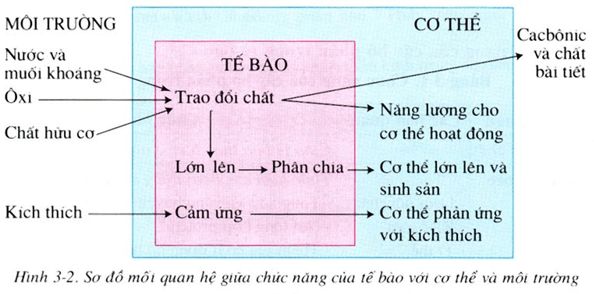 MÔI TRƯỜNG
CƠ THỂ
Cacbônic
và chất
bài tiết
TẾ BÀO
Nước và
muối khoáng
Ôxi
Chất hữu cơ
Trao đổi chất
Năng lượng cho
cơ thể hoạt động
Lớn lên
Phân chia
Cơ thể lớn lên và
sinh sản
Kích thích
Cảm ứng
Cơ thể phản ứng
với kích thích
Hình 3-2. Sơ đồ mối quan hệ giữa chức năng của tế bào với cơ thể và môi trường